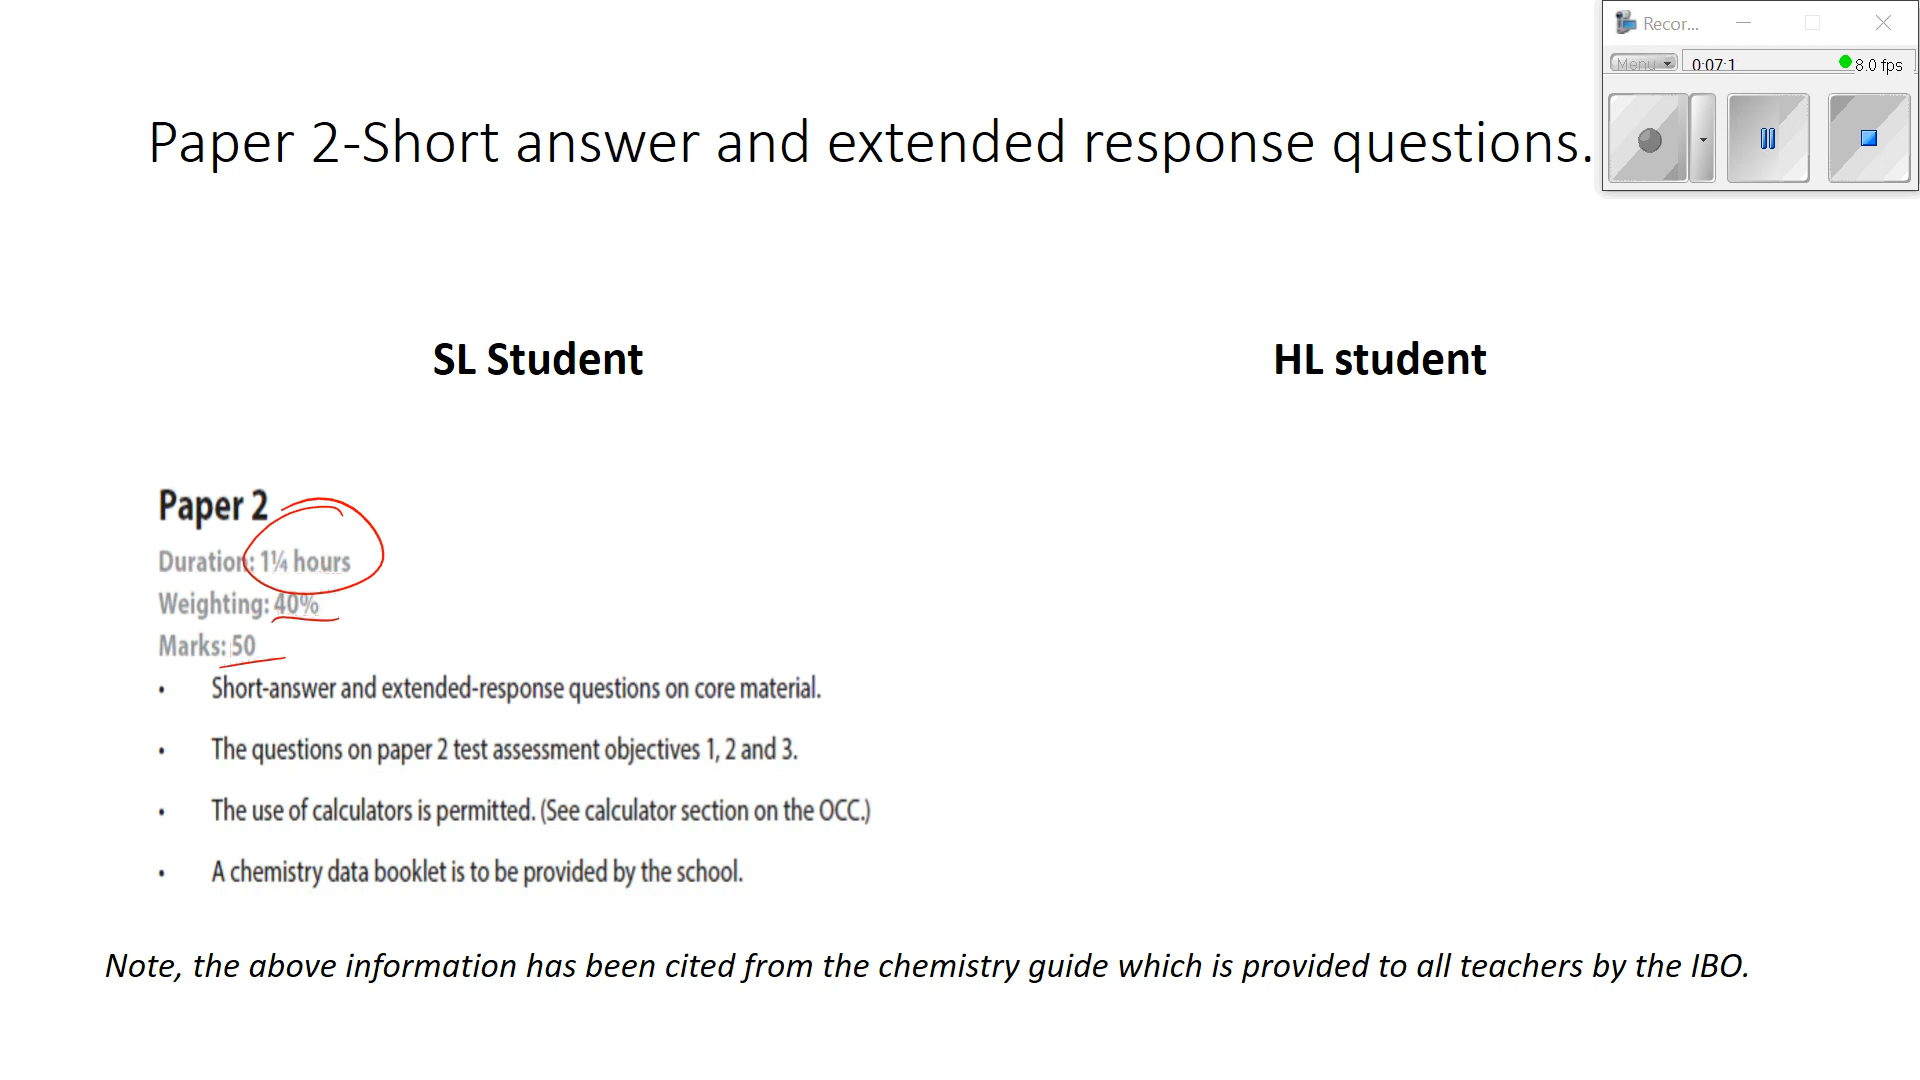 Recor...
Menu
0:07:1
8.0 fps
Paper 2-Short answer and extended response questions.
SL Student
HL student
Paper 2
Duration: 1¼ hours
Weighting: 40%
Marks: 50
• Short-answer and extended-response questions on core material.
• The questions on paper 2 test assessment objectives 1, 2 and 3.
• The use of calculators is permitted. (See calculator section on the OCC.)
• A chemistry data booklet is to be provided by the school.
Note, the above information has been cited from the chemistry guide which is provided to all teachers by the IBO.